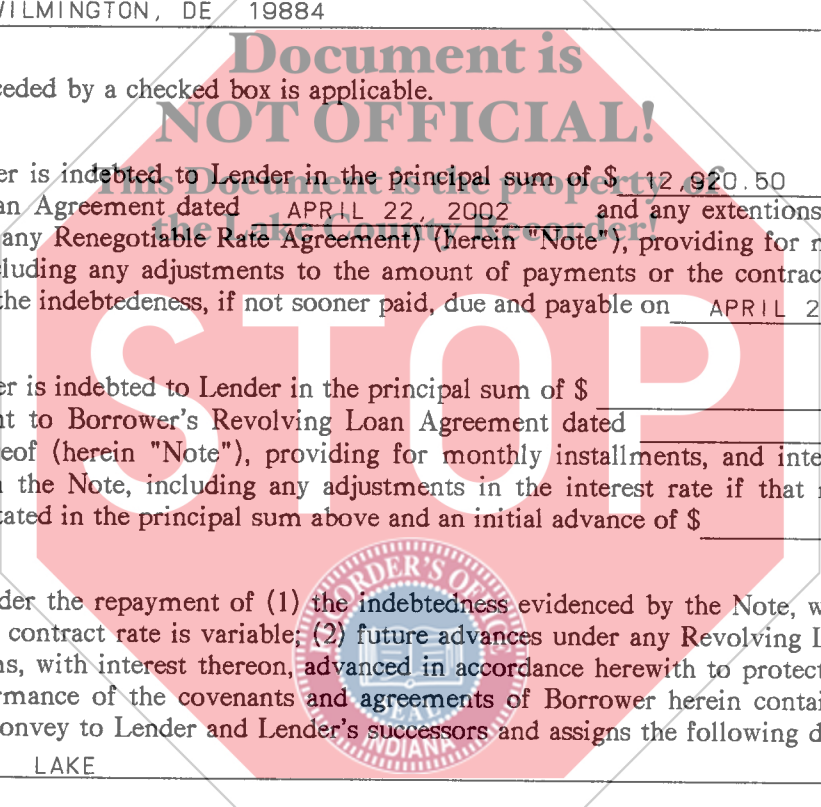 WILMINGTON, DE 19884
Document is
ceded by a checked box is applicable.
NOT OFFICIAL!
er is indebted to Lender in the principal sum of $ 12,920.50
This Document is the property of
an Agreement dated APRIL 22, 2002 and any extentions
the Lake County Recorder!
any Renegotiable Rate Agreement) (herein "Note"), providing for m
cluding any adjustments to the amount of payments or the contrac
the indebtedeness, if not sooner paid, due and payable on APRIL 2
STOP
er is indebted to Lender in the principal sum of $
nt to Borrower's Revolving Loan Agreement dated
eof (herein "Note"), providing for monthly installments, and inte
n the Note, including any adjustments in the interest rate if that r
tated in the principal sum above and an initial advance of $
RECORDER'S OFFICE
der the repayment of (1) the indebtedness evidenced by the Note, w
contract rate is variable; (2) future advances under any Revolving L
ns, with interest thereon, advanced in accordance herewith to protect
rmance of the covenants and agreements of Borrower herein contai
SEAL
onvey to Lender and Lender's successors and assigns the following d
INDIANA
LAKE